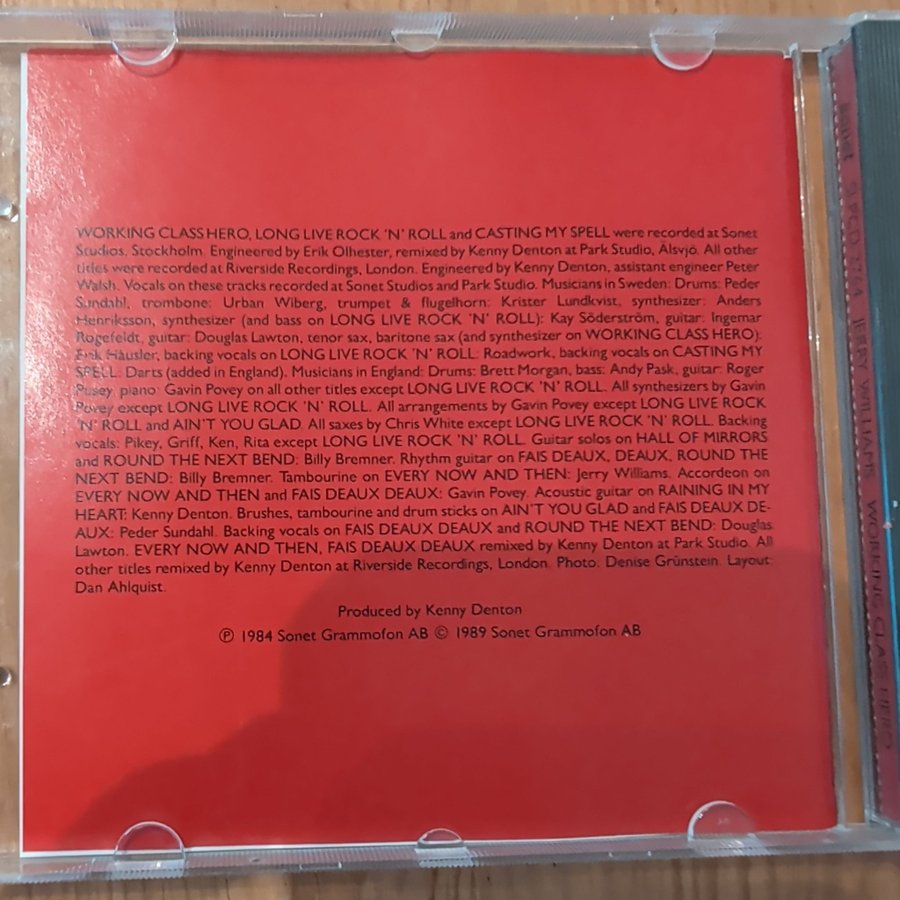 WORKING CLASS HERO, LONG LIVE ROCK 'N' ROLL and CASTING MY SPELL were recorded at Sonet
Studios, Stockholm. Engineered by Erik Olhester, remixed by Kenny Denton at Park Studio, Älsvjö. All other
titles were recorded at Riverside Recordings, London. Engineered by Kenny Denton, assistant engineer Peter
Walsh. Vocals on these tracks recorded at Sonet Studios and Park Studio. Musicians in Sweden: Drums: Peder
Sundahl, trombone: Urban Wiberg, trumpet & flugelhorn: Krister Lundkvist, synthesizer: Anders
Henriksson, synthesizer (and bass on LONG LIVE ROCK 'N' ROLL): Kay Söderström, guitar: Ingemar
Rogefeldt, guitar: Douglas Lawton, tenor sax, baritone sax (and synthesizer on WORKING CLASS HERO):
Erik Häusler, backing vocals on LONG LIVE ROCK 'N' ROLL: Roadwork, backing vocals on CASTING MY
SPELL: Darts (added in England). Musicians in England: Drums: Brett Morgan, bass: Andy Pask, guitar: Roger
Pusey, piano: Gavin Povey on all other titles except LONG LIVE ROCK 'N' ROLL. All synthesizers by Gavin
Povey except LONG LIVE ROCK 'N' ROLL. All arrangements by Gavin Povey except LONG LIVE ROCK
'N' ROLL and AIN'T YOU GLAD. All saxes by Chris White except LONG LIVE ROCK 'N' ROLL. Backing
vocals: Pikey, Griff, Ken, Rita except LONG LIVE ROCK 'N' ROLL. Guitar solos on HALL OF MIRRORS
and ROUND THE NEXT BEND: Billy Bremner. Rhythm guitar on FAIS DEAUX, DEAUX, ROUND THE
NEXT BEND: Billy Bremner. Tambourine on EVERY NOW AND THEN: Jerry Williams. Accordeon on
EVERY NOW AND THEN and FAIS DEAUX DEAUX: Gavin Povey. Acoustic guitar on RAINING IN MY
HEART: Kenny Denton. Brushes, tambourine and drum sticks on AIN'T YOU GLAD and FAIS DEAUX DE-
AUX: Peder Sundahl. Backing vocals on FAIS DEAUX DEAUX and ROUND THE NEXT BEND: Douglas
Lawton. EVERY NOW AND THEN, FAIS DEAUX DEAUX remixed by Kenny Denton at Park Studio. All
other titles remixed by Kenny Denton at Riverside Recordings, London. Photo: Denise Grünstein. Layout:
Dan Ahlquist.
Produced by Kenny Denton
℗ 1984 Sonet Grammofon AB © 1989 Sonet Grammofon AB
JERRY WILLIAMS WORKING CLASS HERO